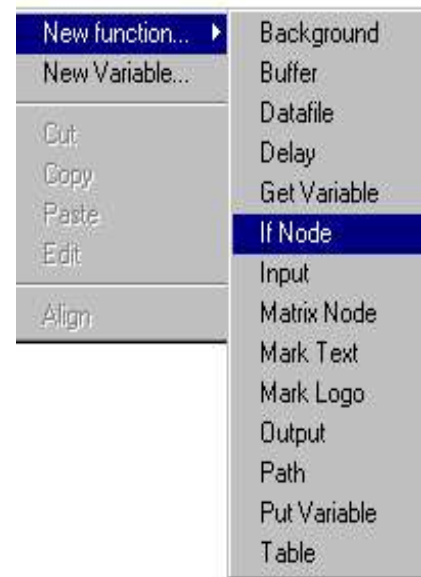 New function...
New Variable...
Cut
Copy
Paste
Edit
Align
Background
Buffer
Datafile
Delay
Get Variable
If Node
Input
Matrix Node
Mark Text
Mark Logo
Output
Path
Put Variable
Table